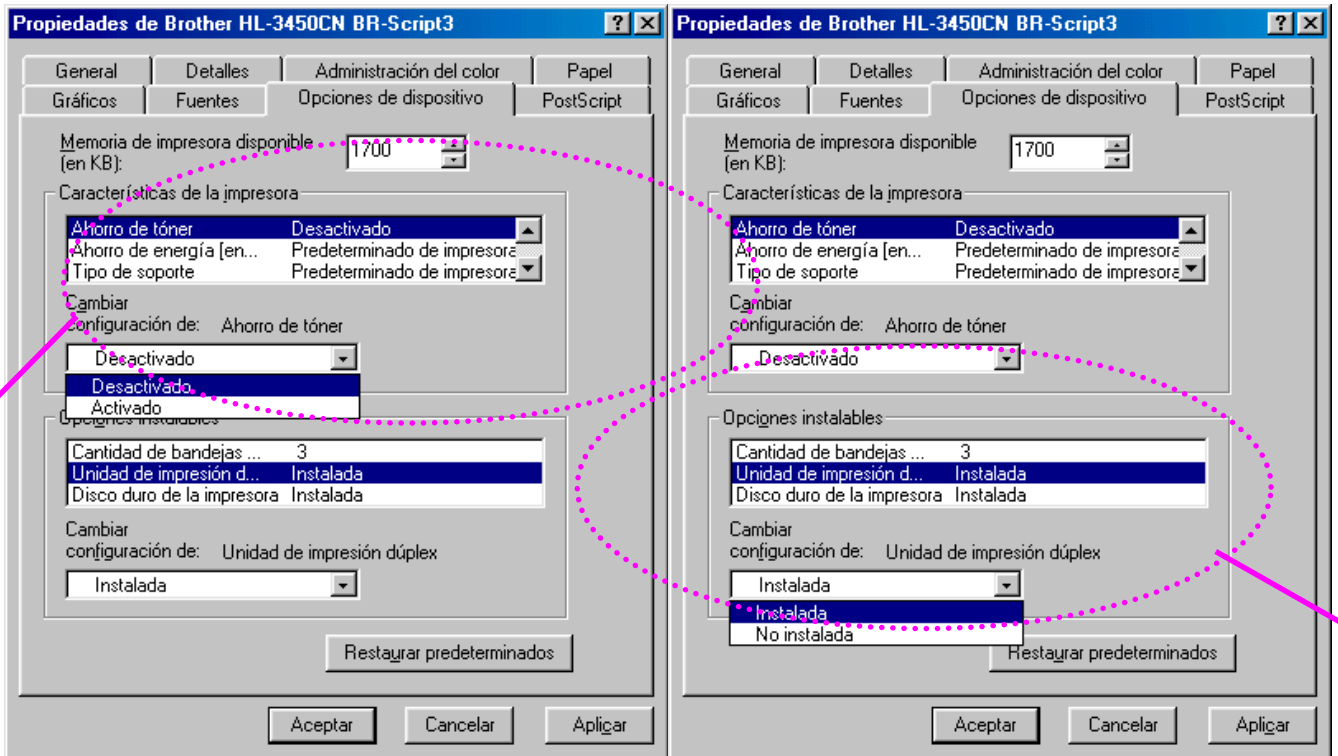 Propiedades de Brother HL-3450CN BR-Script3
General Detalles Administración del color Papel
Gráficos Fuentes Opciones de dispositivo PostScript
Memoria de impresora disponible
(en KB):
1700
Características de la impresora
Ahorro de tóner Desactivado
Ahorro de energía [en... Predeterminado de impresora
Tipo de soporte Predeterminado de impresora
Cambiar
configuración de: Ahorro de tóner
Desactivado
Desactivado
Activado
Opciones instalables
Cantidad de bandejas ... 3
Unidad de impresión d... Instalada
Disco duro de la impresora Instalada
Cambiar
configuración de: Unidad de impresión dúplex
Instalada
Restaurar predeterminados
Aceptar Cancelar Aplicar
Propiedades de Brother HL-3450CN BR-Script3
General Detalles Administración del color Papel
Gráficos Fuentes Opciones de dispositivo PostScript
Memoria de impresora disponible
(en KB):
1700
Características de la impresora
Ahorro de tóner Desactivado
Ahorro de energía [en... Predeterminado de impresora
Tipo de soporte Predeterminado de impresora
Cambiar
configuración de: Ahorro de tóner
Desactivado
Opciones instalables
Cantidad de bandejas ... 3
Unidad de impresión d... Instalada
Disco duro de la impresora Instalada
Cambiar
configuración de: Unidad de impresión dúplex
Instalada
Instalada
No instalada
Restaurar predeterminados
Aceptar Cancelar Aplicar